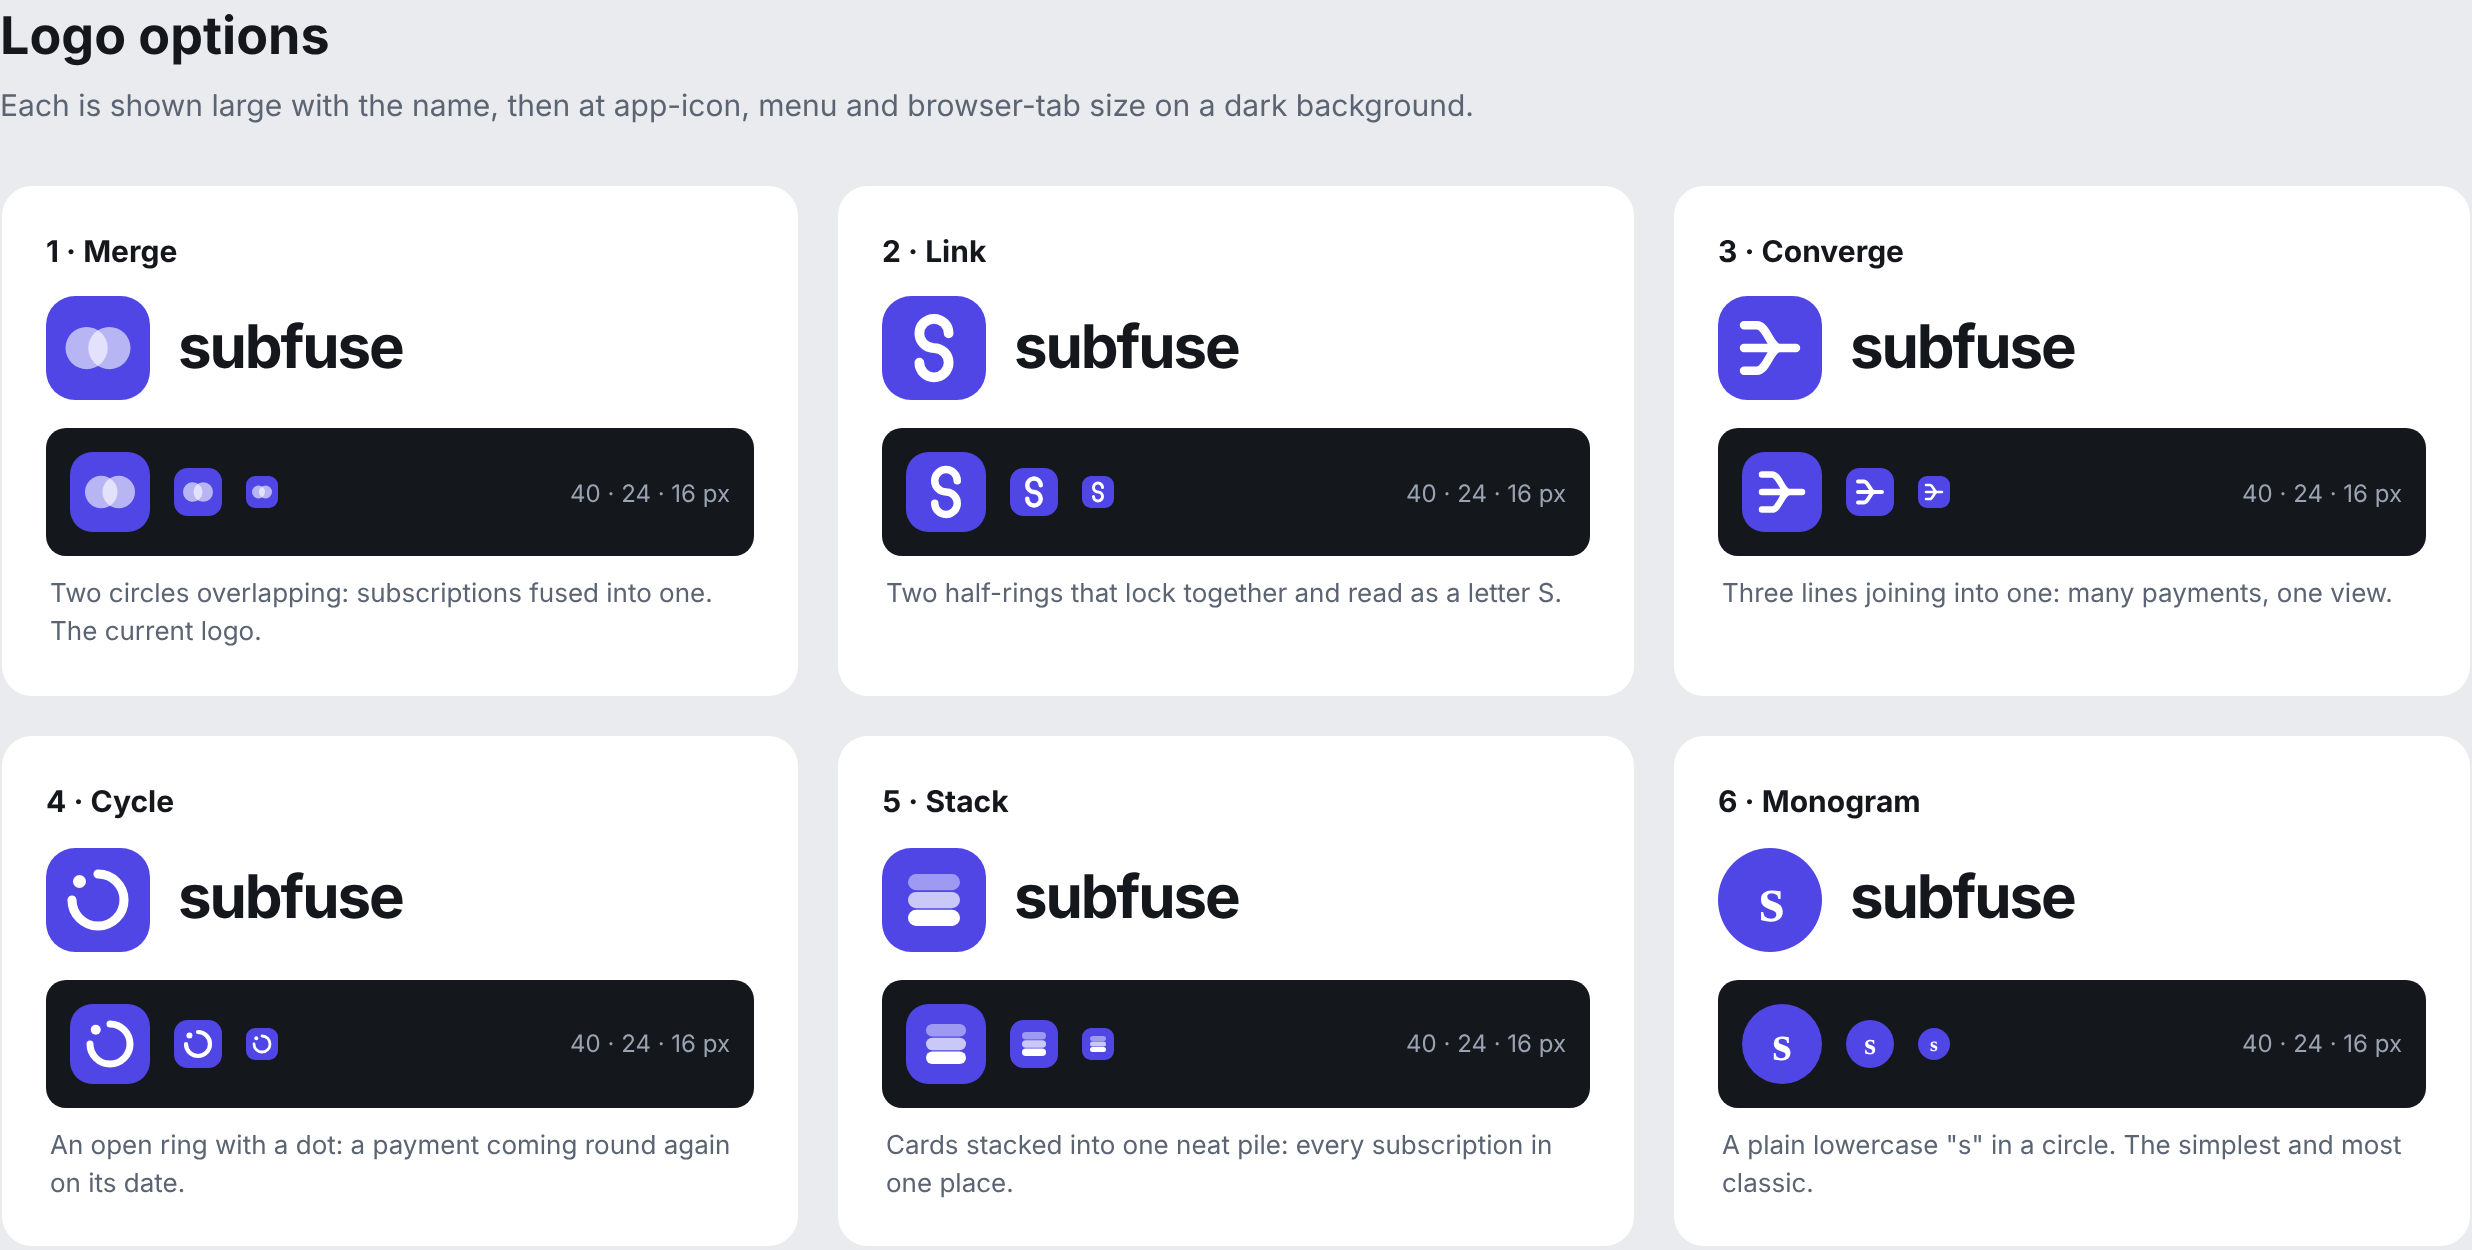 Logo options
Each is shown large with the name, then at app-icon, menu and browser-tab size on a dark background.
1 · Merge
subfuse
40 · 24 · 16 px
Two circles overlapping: subscriptions fused into one.
The current logo.
2 · Link
S subfuse
S S S 40 · 24 · 16 px
Two half-rings that lock together and read as a letter S.
3 · Converge
subfuse
40 · 24 · 16 px
Three lines joining into one: many payments, one view.
4 · Cycle
subfuse
40 · 24 · 16 px
An open ring with a dot: a payment coming round again
on its date.
5 · Stack
subfuse
40 · 24 · 16 px
Cards stacked into one neat pile: every subscription in
one place.
6 · Monogram
s subfuse
s s s 40 · 24 · 16 px
A plain lowercase "s" in a circle. The simplest and most
classic.